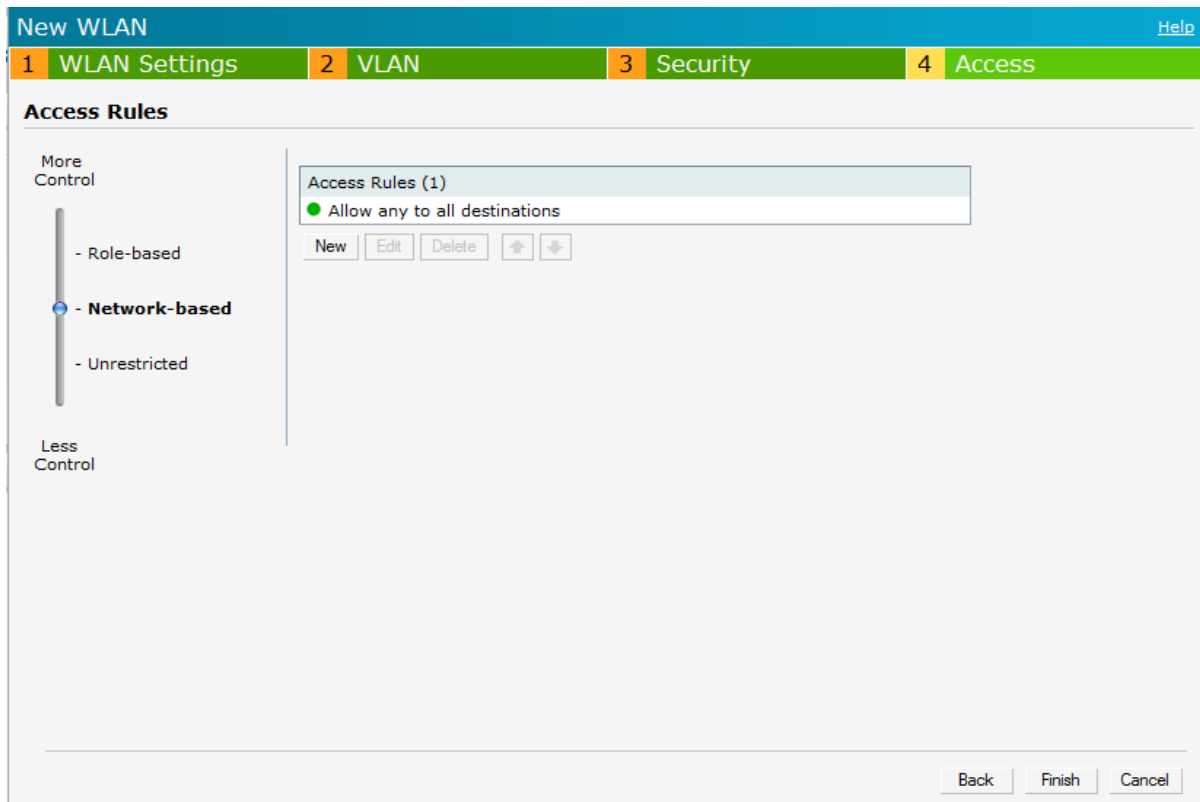 New WLAN Help
1 WLAN Settings 2 VLAN 3 Security 4 Access
Access Rules
More
Control
- Role-based
- Network-based
- Unrestricted
Less
Control
Access Rules (1)
Allow any to all destinations
New Edit Delete
Back Finish Cancel